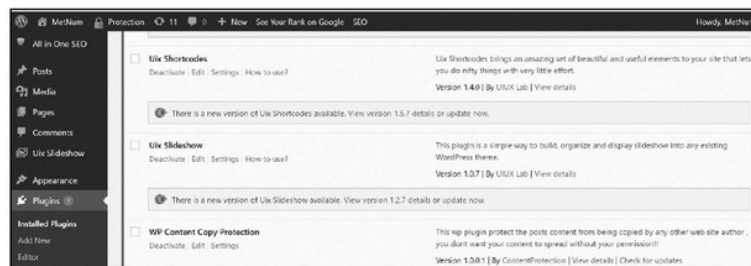 MetNum Protection 11 0 + New See Your Rank on Google SEO Howdy, MetNu
All in One SEO
Posts
Media
Pages
Comments
Uix Slideshow
Appearance
Plugins
Installed Plugins
Add New
Editor
Uix Shortcodes
Deactivate | Edit | Settings | How to use?
Uix Shortcodes brings an amazing set of beautiful and useful elements to your site that lets
you do nifty things with very little effort.
Version 1.4.0 | By UIUX Lab | View details
There is a new version of Uix Shortcodes available. View version 1.5.7 details or update now.
Uix Slideshow
Deactivate | Edit | Settings | How to use?
This plugin is a simple way to build, organize and display slideshow into any existing
WordPress theme.
Version 1.0.7 | By UIUX Lab | View details
There is a new version of Uix Slideshow available. View version 1.2.7 details or update now.
WP Content Copy Protection
Deactivate | Edit | Settings
This wp plugin protect the posts content from being copied by any other web site author ,
you dont want your content to spread without your permission!!
Version 1.0.0.1 | By ContentProtection | View details | Check for updates